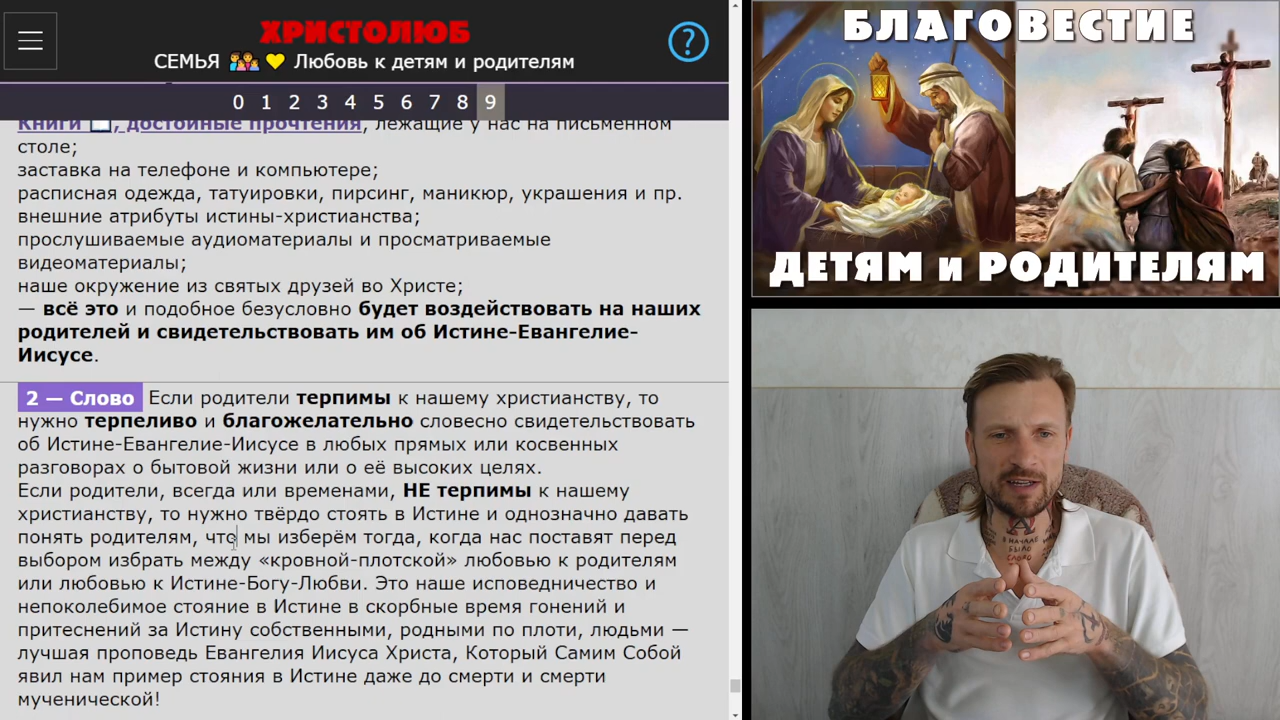 ХРИСТОЛЮБ
СЕМЬЯ 👨‍👩‍👧 💛 Любовь к детям и родителям
?
0 1 2 3 4 5 6 7 8 9
Книги 📖, достойные прочтения, лежащие у нас на письменном
столе;
заставка на телефоне и компьютере;
расписная одежда, татуировки, пирсинг, маникюр, украшения и пр.
внешние атрибуты истины-христианства;
прослушиваемые аудиоматериалы и просматриваемые
видеоматериалы;
наше окружение из святых друзей во Христе;
— всё это и подобное безусловно будет воздействовать на наших
родителей и свидетельствовать им об Истине-Евангелие-
Иисусе.
2 — Слово Если родители терпимы к нашему христианству, то
нужно терпеливо и благожелательно словесно свидетельствовать
об Истине-Евангелие-Иисусе в любых прямых или косвенных
разговорах о бытовой жизни или о её высоких целях.
Если родители, всегда или временами, НЕ терпимы к нашему
христианству, то нужно твёрдо стоять в Истине и однозначно давать
понять родителям, что мы изберём тогда, когда нас поставят перед
выбором избрать между «кровной-плотской» любовью к родителям
или любовью к Истине-Богу-Любви. Это наше исповедничество и
непоколебимое стояние в Истине в скорбные время гонений и
притеснений за Истину собственными, родными по плоти, людьми —
лучшая проповедь Евангелия Иисуса Христа, Который Самим Собой
явил нам пример стояния в Истине даже до смерти и смерти
мученической!
БЛАГОВЕСТИЕ
ДЕТЯМ и РОДИТЕЛЯМ
В НАЧАЛЕ
БЫЛО
СЛОВО